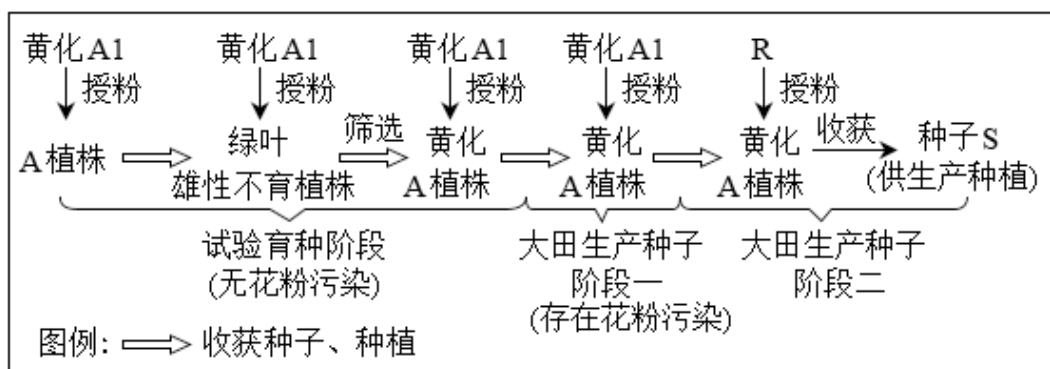 黄化A1 黄化A1 黄化A1 黄化A1 R
授粉 授粉 授粉 授粉 授粉
A植株 绿叶 雄性不育植株 筛选 黄化 A植株 黄化 A植株 黄化 A植株 收获 种子S (供生产种植)
试验育种阶段 (无花粉污染)
大田生产种子 阶段一 (存在花粉污染)
大田生产种子 阶段二
图例: 收获种子、种植